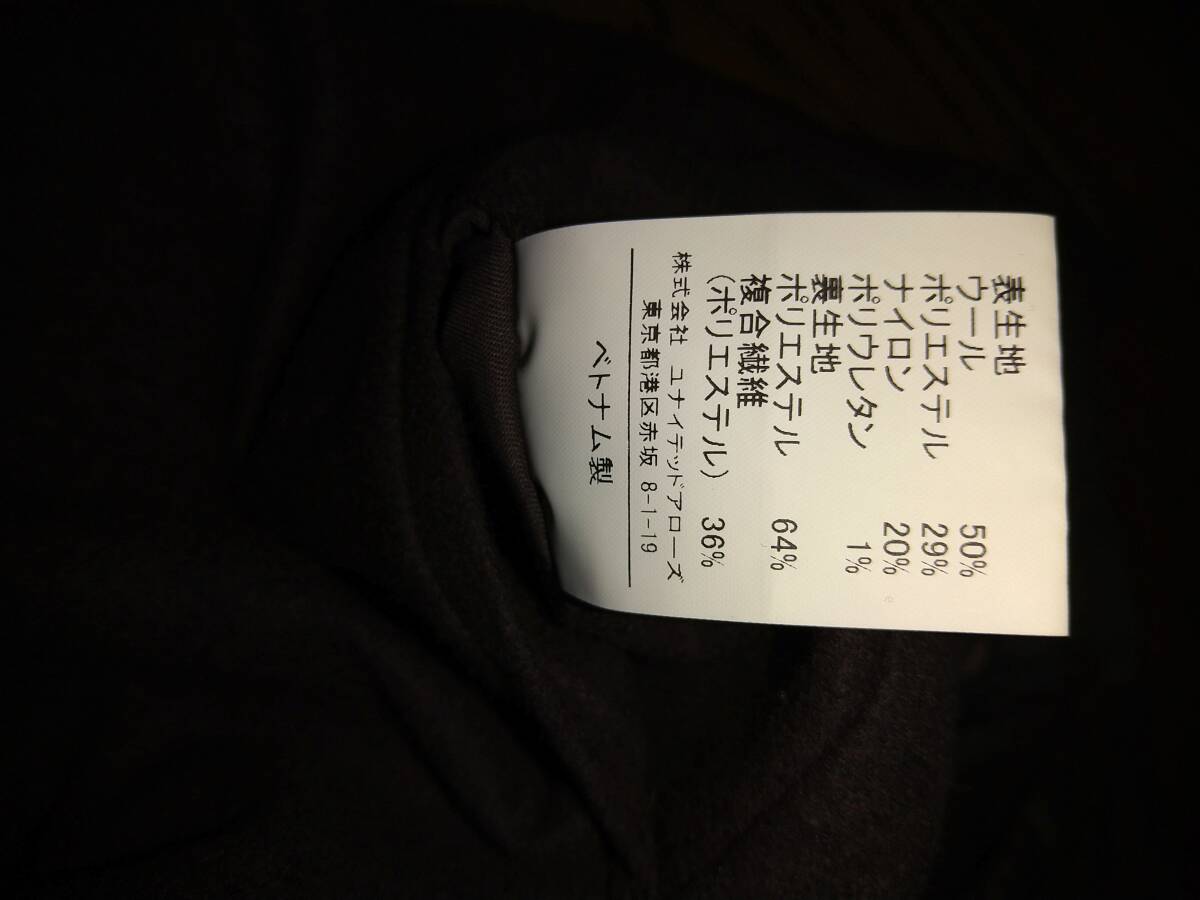 表生地
ウール 50%
ポリエステル 29%
ナイロン 20%
ポリウレタン 1%
裏生地
ポリエステル 64%
複合繊維
（ポリエステル） 36%
株式会社 ユナイテッドアローズ
東京都港区赤坂 8-1-19
ベトナム製